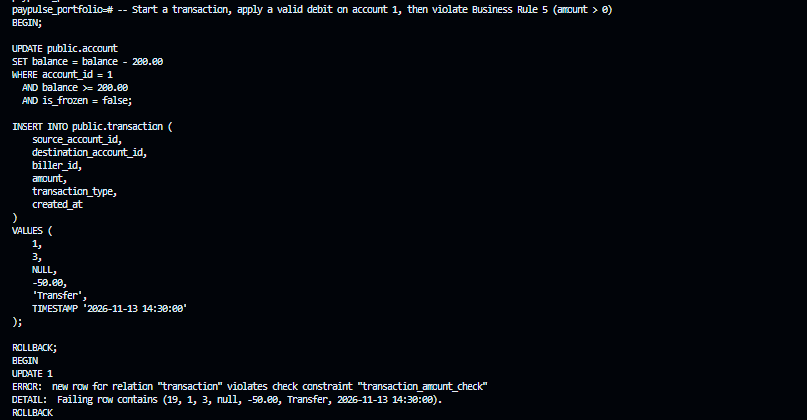 paypulse_portfolio=# -- Start a transaction, apply a valid debit on account 1, then violate Business Rule 5 (amount > 0)
BEGIN;
UPDATE public.account
SET balance = balance - 200.00
WHERE account_id = 1
AND balance >= 200.00
AND is_frozen = false;
INSERT INTO public.transaction (
source_account_id,
destination_account_id,
biller_id,
amount,
transaction_type,
created_at
)
VALUES (
1,
3,
NULL,
-50.00,
'Transfer',
TIMESTAMP '2026-11-13 14:30:00'
);
ROLLBACK;
BEGIN
UPDATE 1
ERROR:  new row for relation "transaction" violates check constraint "transaction_amount_check"
DETAIL:  Failing row contains (19, 1, 3, null, -50.00, Transfer, 2026-11-13 14:30:00).
ROLLBACK